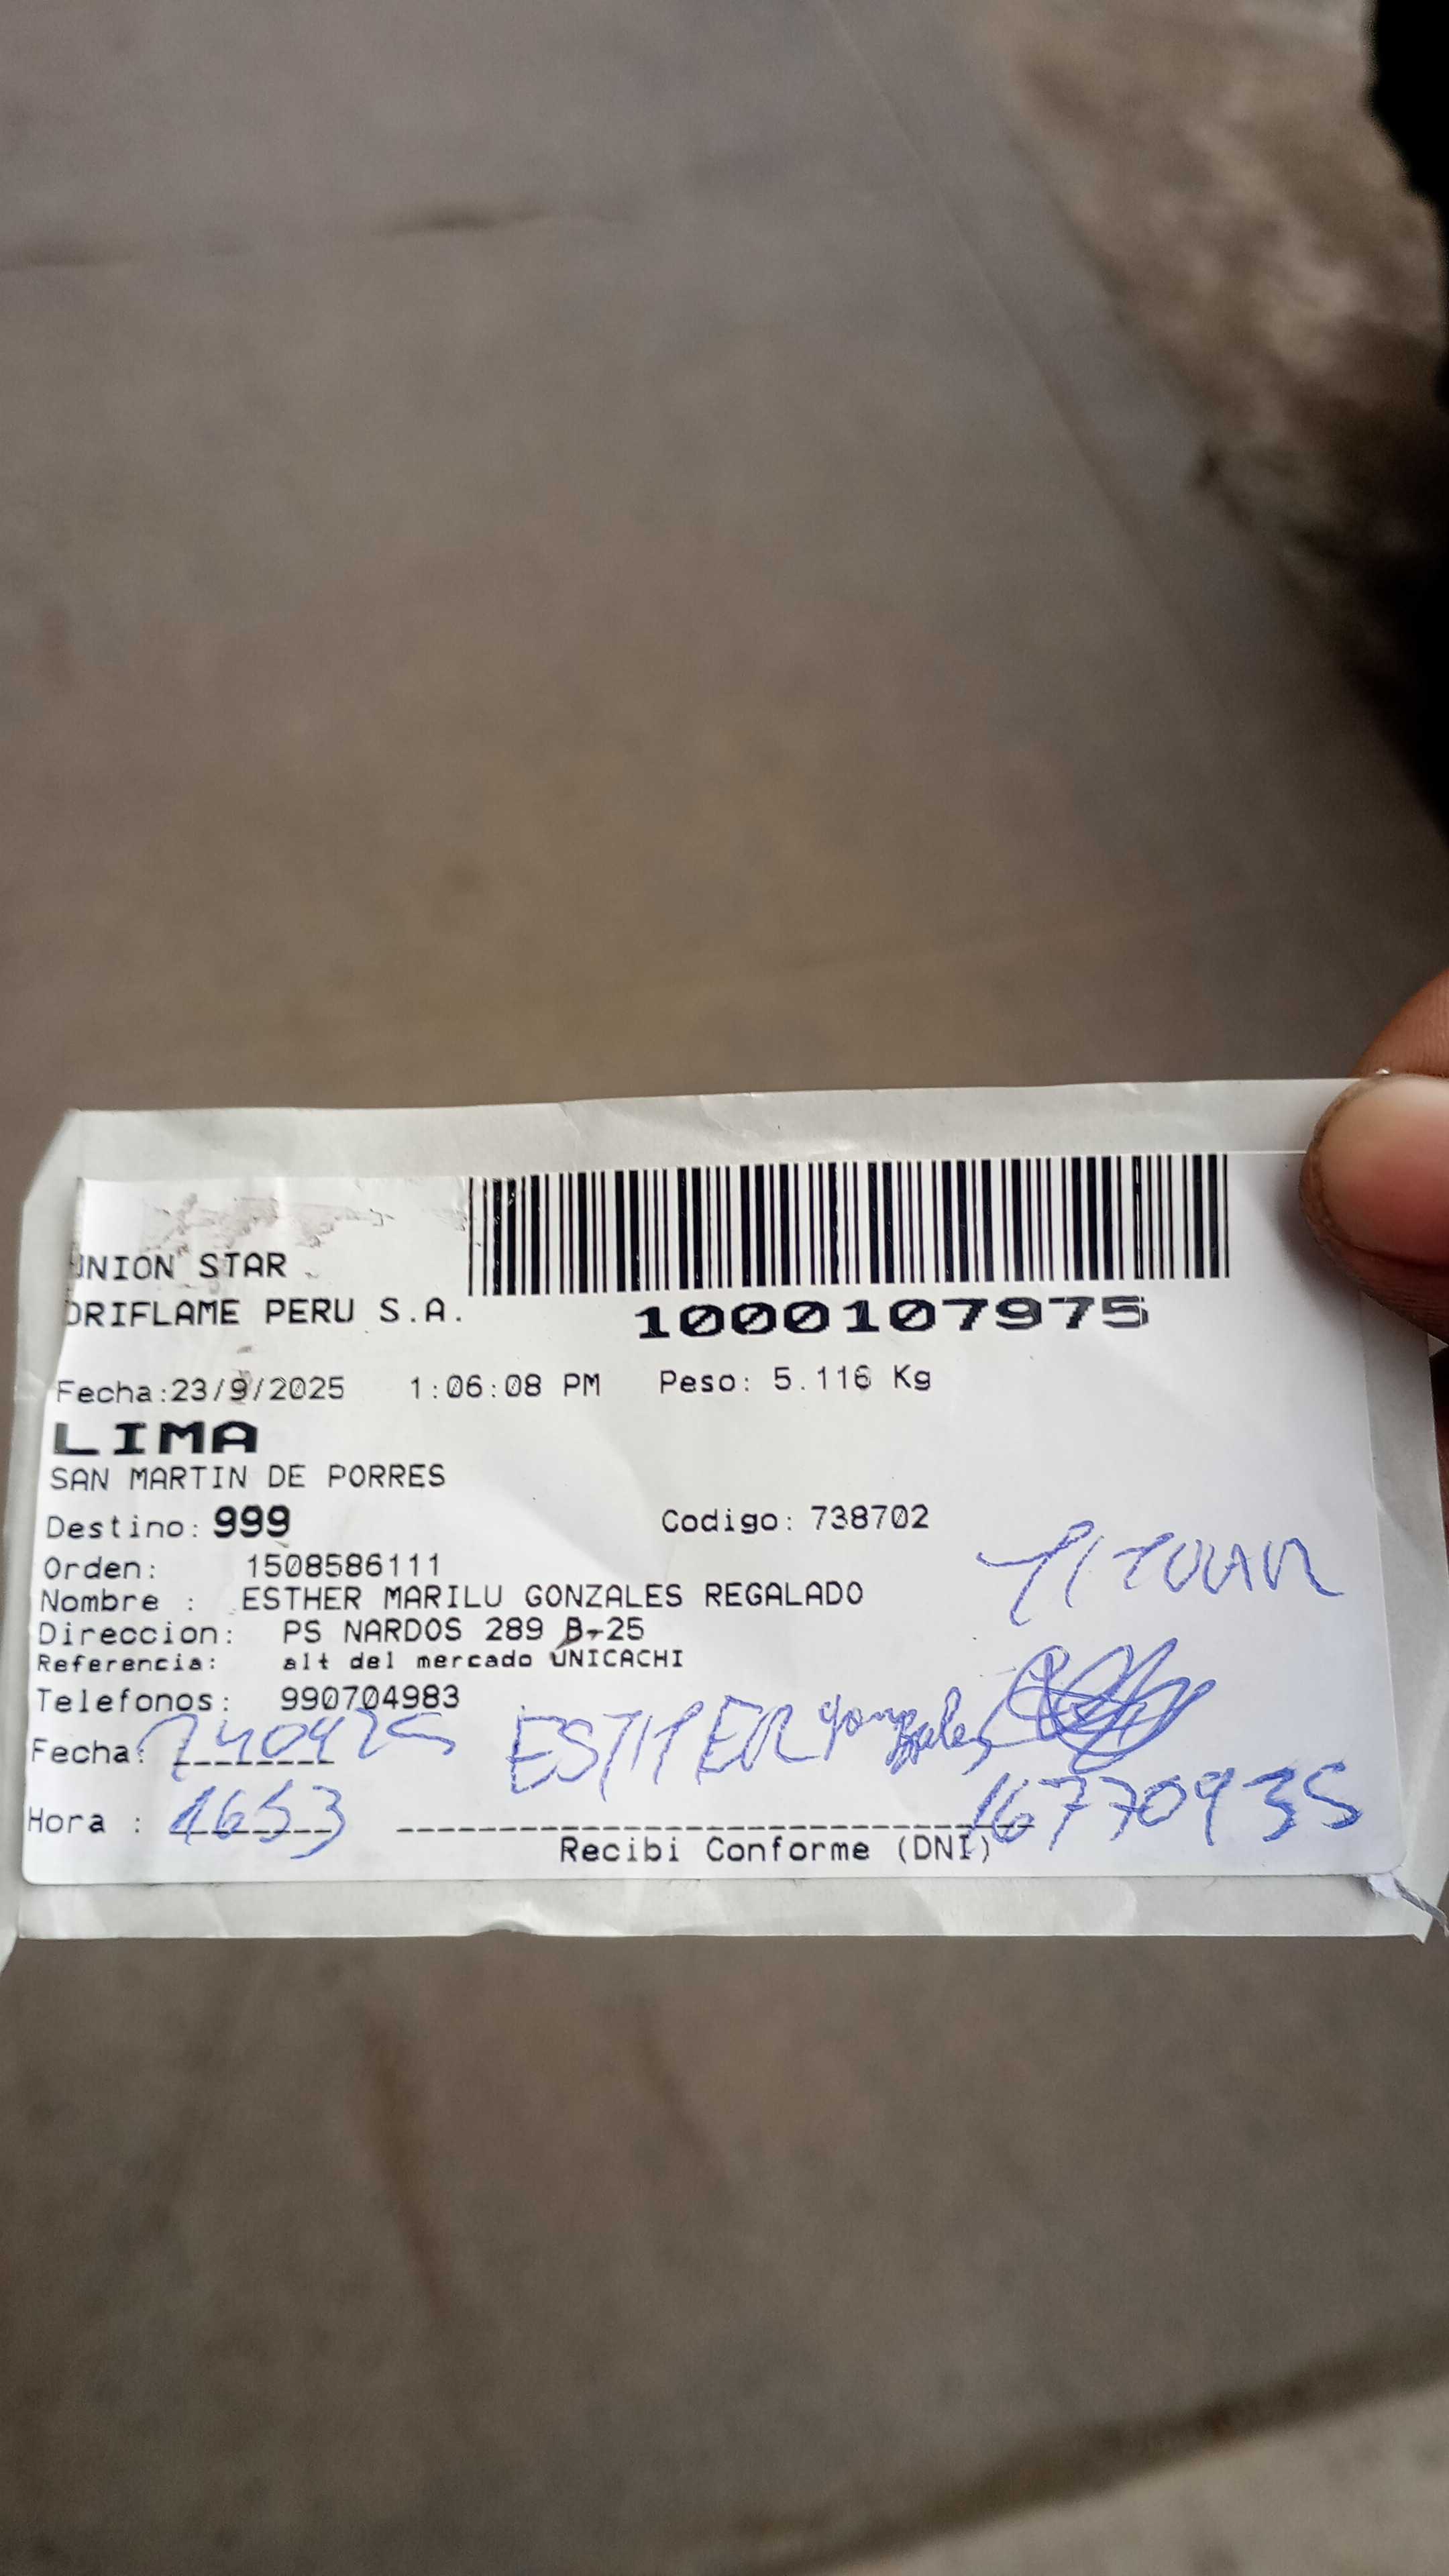 UNION STAR
ORIFLAME PERU S.A.
1000107975
Fecha:23/9/2025 1:06:08 PM Peso: 5.116 Kg
LIMA
SAN MARTIN DE PORRES
Destino: 999 Codigo: 738702
Orden: 1508586111
TITULAR
Nombre : ESTHER MARILU GONZALES REGALADO
Direccion: PS NARDOS 289 B-25
Referencia: alt del mercado UNICACHI
Telefonos: 990704983
Fecha: 240925 ESTHER Gonzales
Hora : 1653 16770935
Recibi Conforme (DNI)